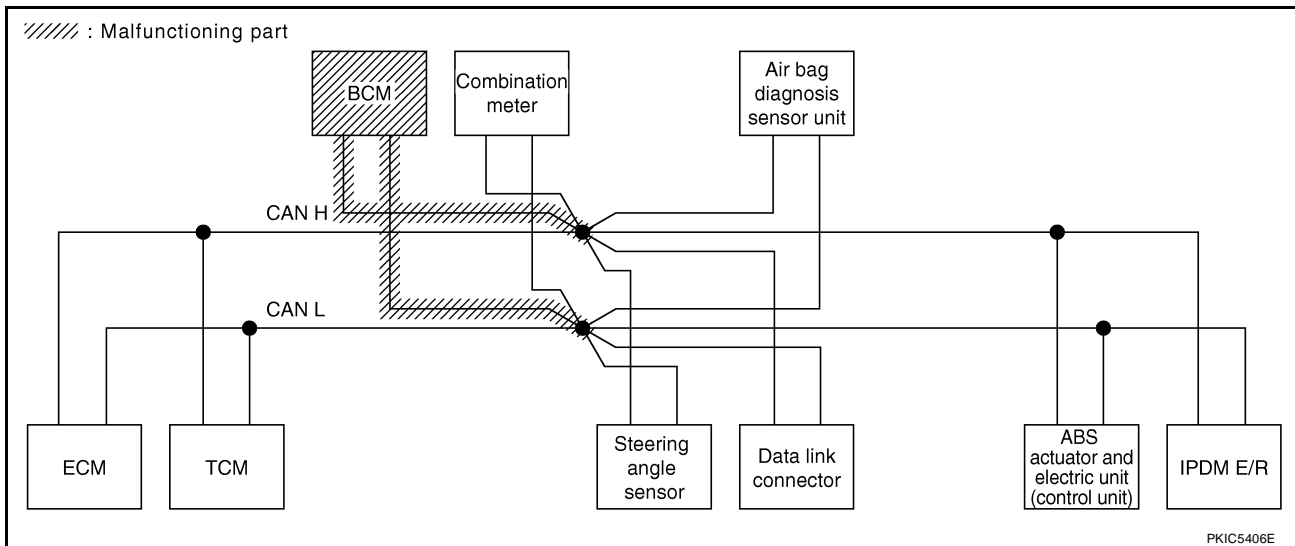 : Malfunctioning part
BCM
Combination
meter
Air bag
diagnosis
sensor unit
CAN H
CAN L
ECM
TCM
Steering
angle
sensor
Data link
connector
ABS
actuator and
electric unit
(control unit)
IPDM E/R
PKIC5406E